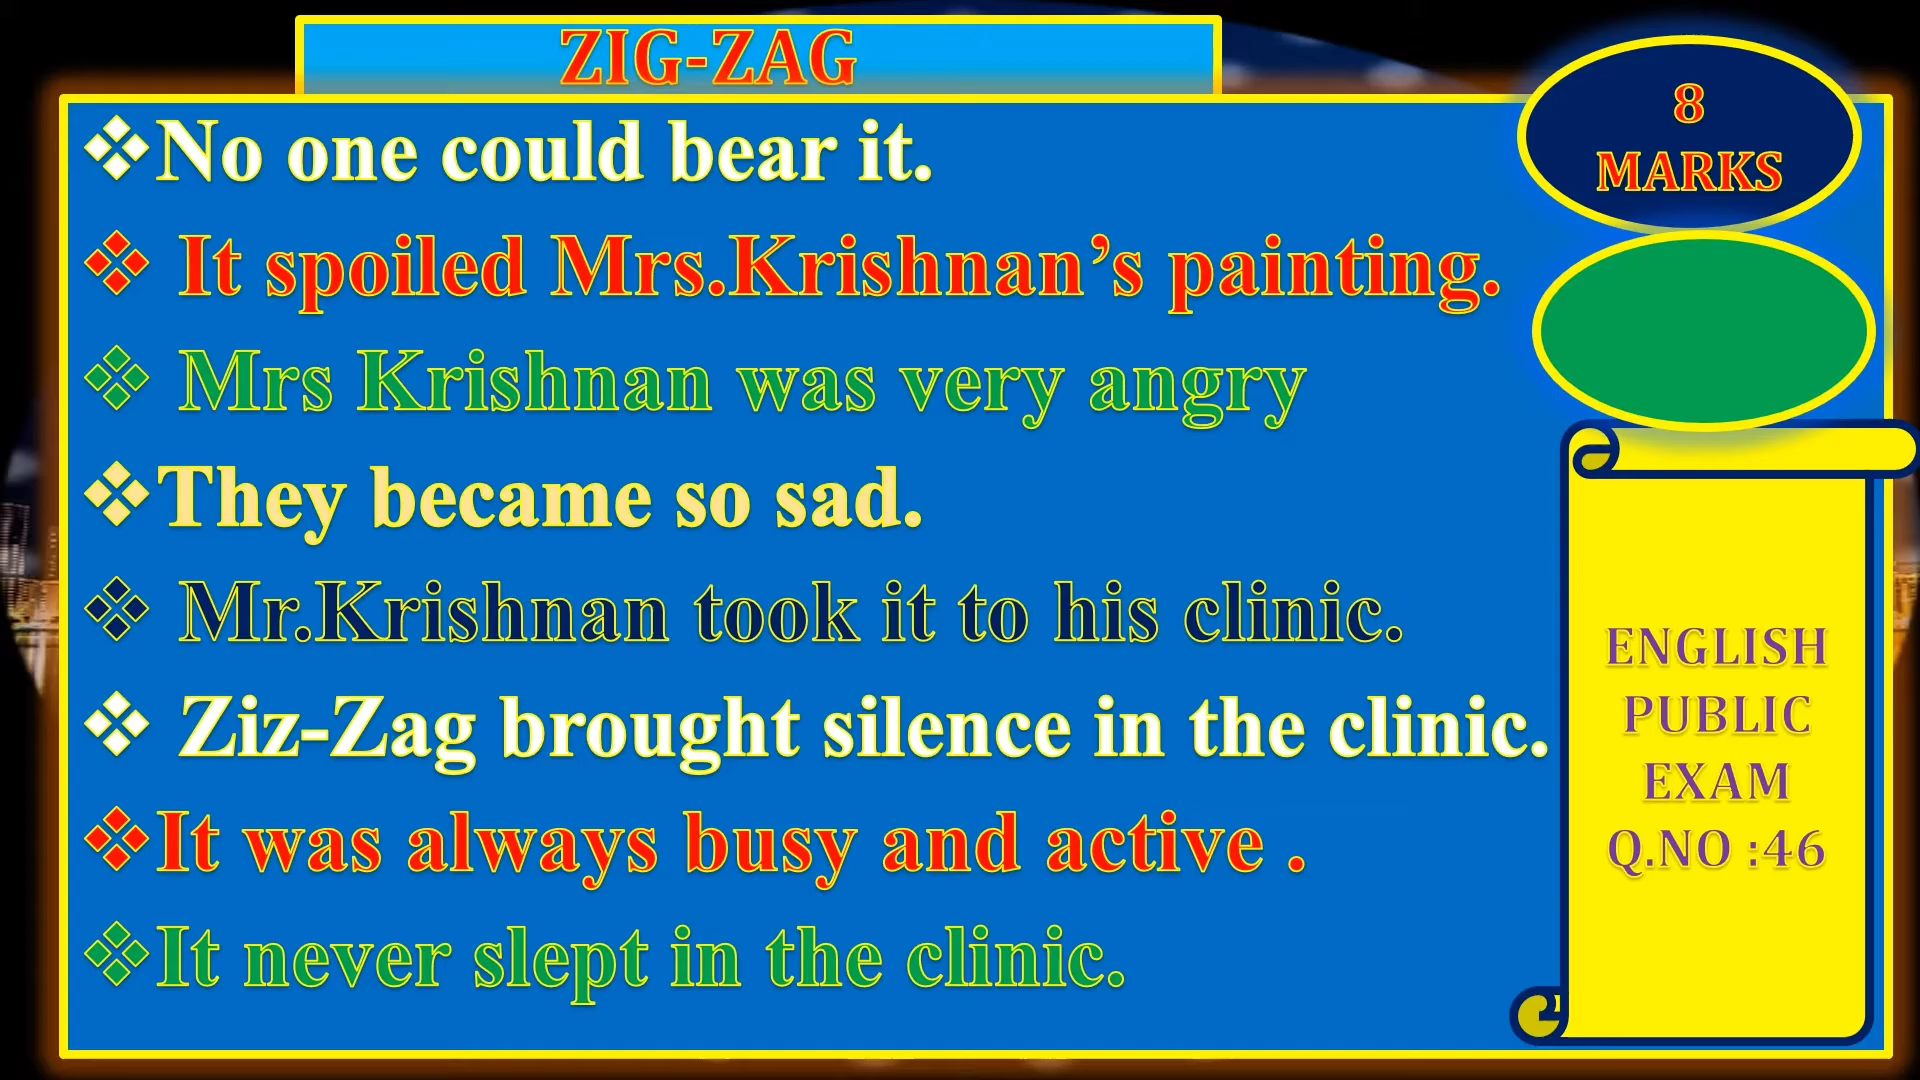 ZIG-ZAG
No one could bear it.
It spoiled Mrs.Krishnan’s painting.
Mrs Krishnan was very angry
They became so sad.
Mr.Krishnan took it to his clinic.
Ziz-Zag brought silence in the clinic.
It was always busy and active .
It never slept in the clinic.
8
MARKS
ENGLISH
PUBLIC
EXAM
Q.NO :46